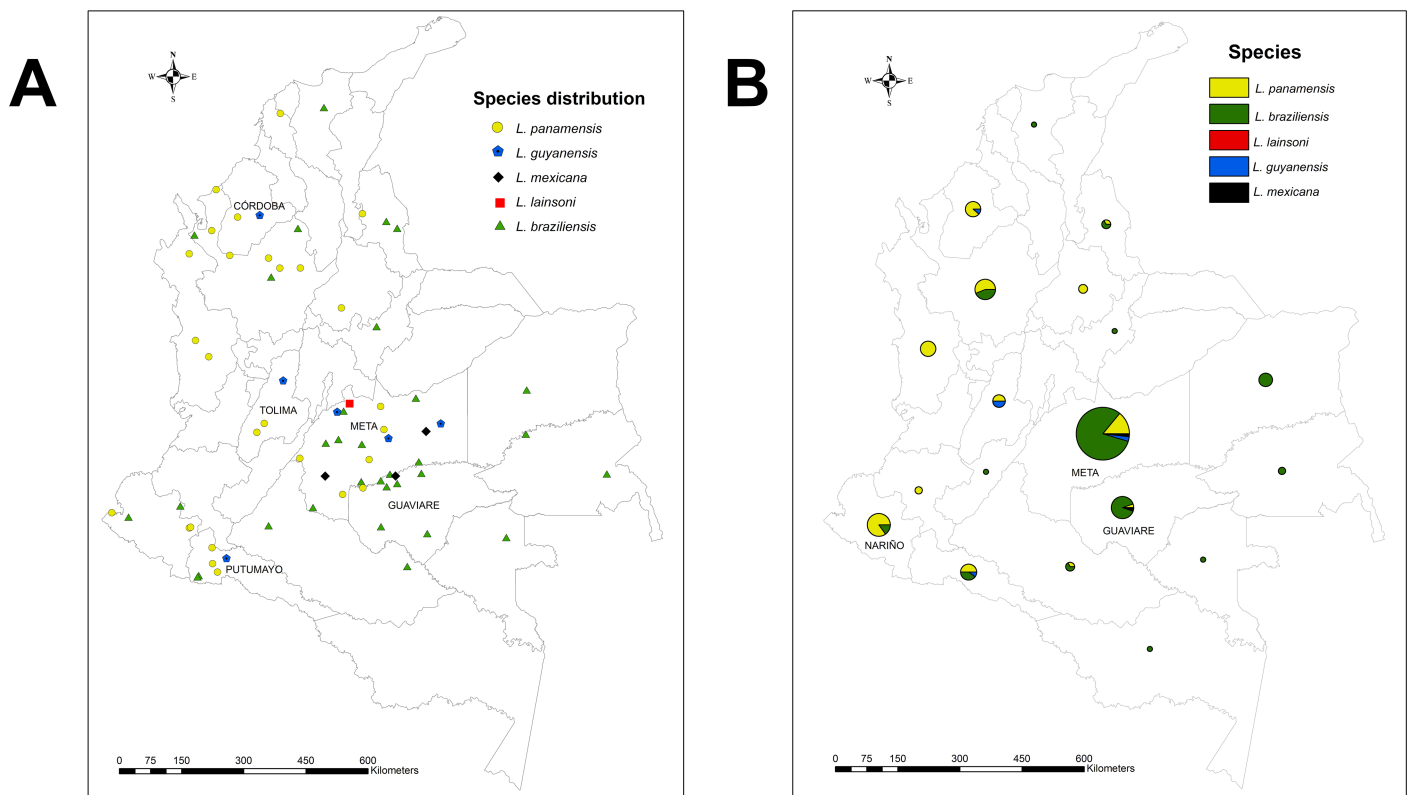 A
N
W E
S
Species distribution
L. panamensis
L. guyanensis
L. mexicana
L. lainsoni
L. braziliensis
CÓRDOBA
TOLIMA
META
GUAVIARE
PUTUMAYO
0 75 150 300 450 600
Kilometers
B
N
W E
S
Species
L. panamensis
L. braziliensis
L. lainsoni
L. guyanensis
L. mexicana
META
GUAVIARE
NARIÑO
0 75 150 300 450 600
Kilometers